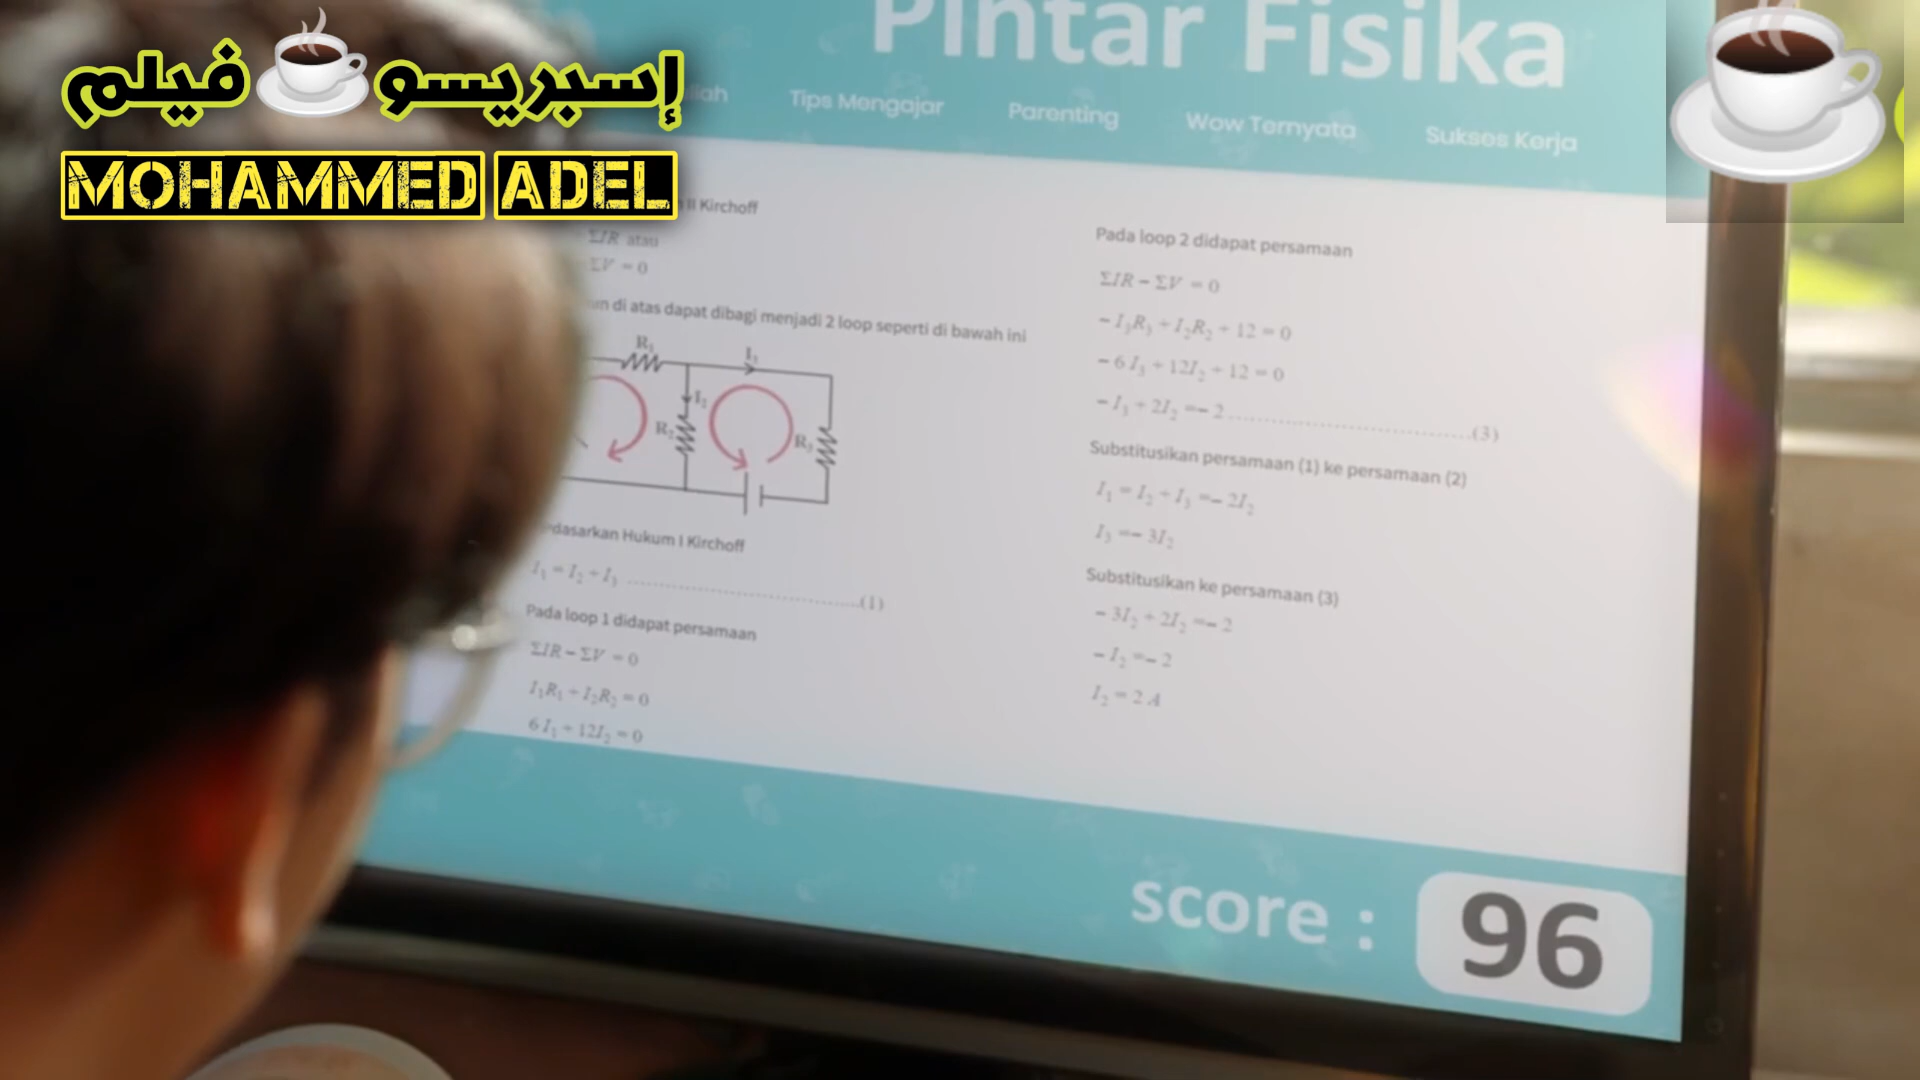 إسبريسو فيلم
MOHAMMED ADEL
Pintar Fisika
Tips Mengajar
Parenting
Wow Ternyata
Sukses Kerja
II Kirchoff
ΣIR atau
ΣV = 0
di atas dapat dibagi menjadi 2 loop seperti di bawah ini
R₁
I₃
I₂
R₂
R₃
Hukum I Kirchoff
I₁ = I₂ + I₃ ..........................................(1)
Pada loop 1 didapat persamaan
ΣIR − ΣV = 0
I₁R₁ + I₂R₂ = 0
6 I₁ + 12I₂ = 0
Pada loop 2 didapat persamaan
ΣIR − ΣV = 0
− I₃R₃ + I₂R₂ + 12 = 0
− 6 I₃ + 12I₂ + 12 = 0
− I₃ + 2I₂ =− 2 ..........................................(3)
Substitusikan persamaan (1) ke persamaan (2)
I₁ = I₂ + I₃ =− 2I₂
I₃ =− 3I₂
Substitusikan ke persamaan (3)
− 3I₂ + 2I₂ =− 2
− I₂ =− 2
I₂ = 2 A
score :
96